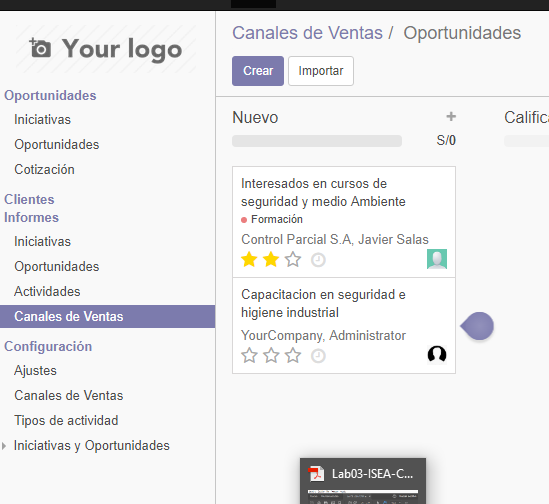 Your logo
Oportunidades
Iniciativas
Oportunidades
Cotización
Clientes
Informes
Iniciativas
Oportunidades
Actividades
Canales de Ventas
Configuración
Ajustes
Canales de Ventas
Tipos de actividad
Iniciativas y Oportunidades
Canales de Ventas / Oportunidades
Crear Importar
Nuevo +
S/0
Interesados en cursos de
seguridad y medio Ambiente
Formación
Control Parcial S.A, Javier Salas
Capacitacion en seguridad e
higiene industrial
YourCompany, Administrator
Calific
Lab03-ISEA-C...